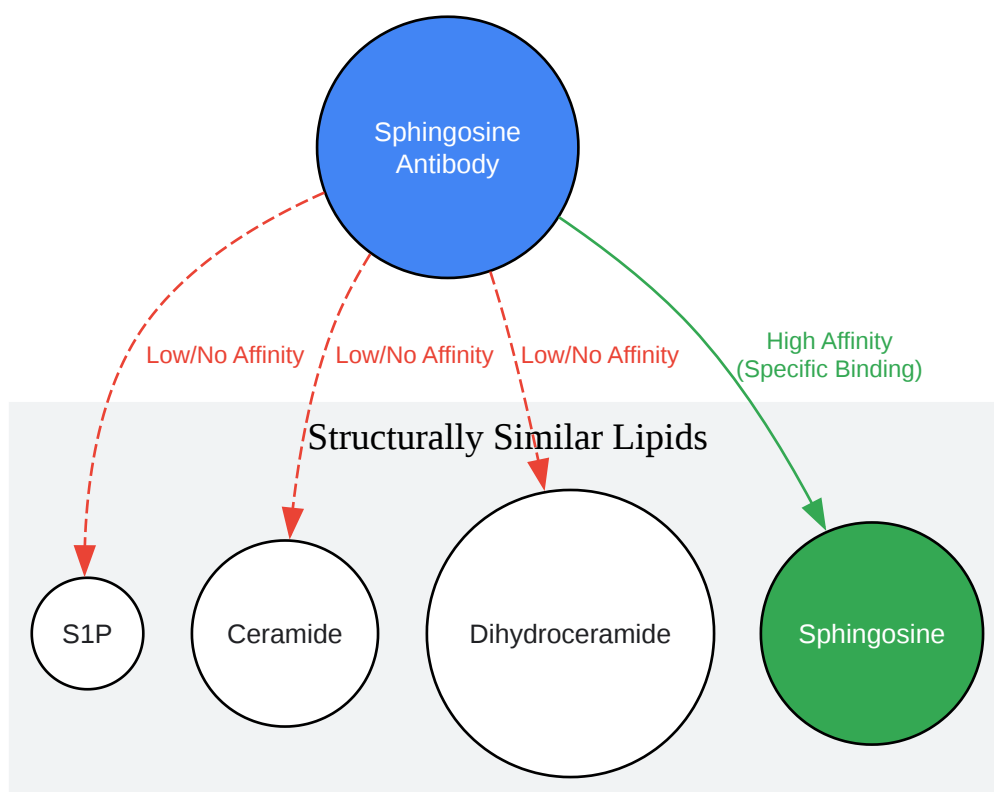 Sphingosine
Antibody
Low/No Affinity
Low/No Affinity
Low/No Affinity
High Affinity
(Specific Binding)
Structurally Similar Lipids
S1P
Ceramide
Dihydroceramide
Sphingosine